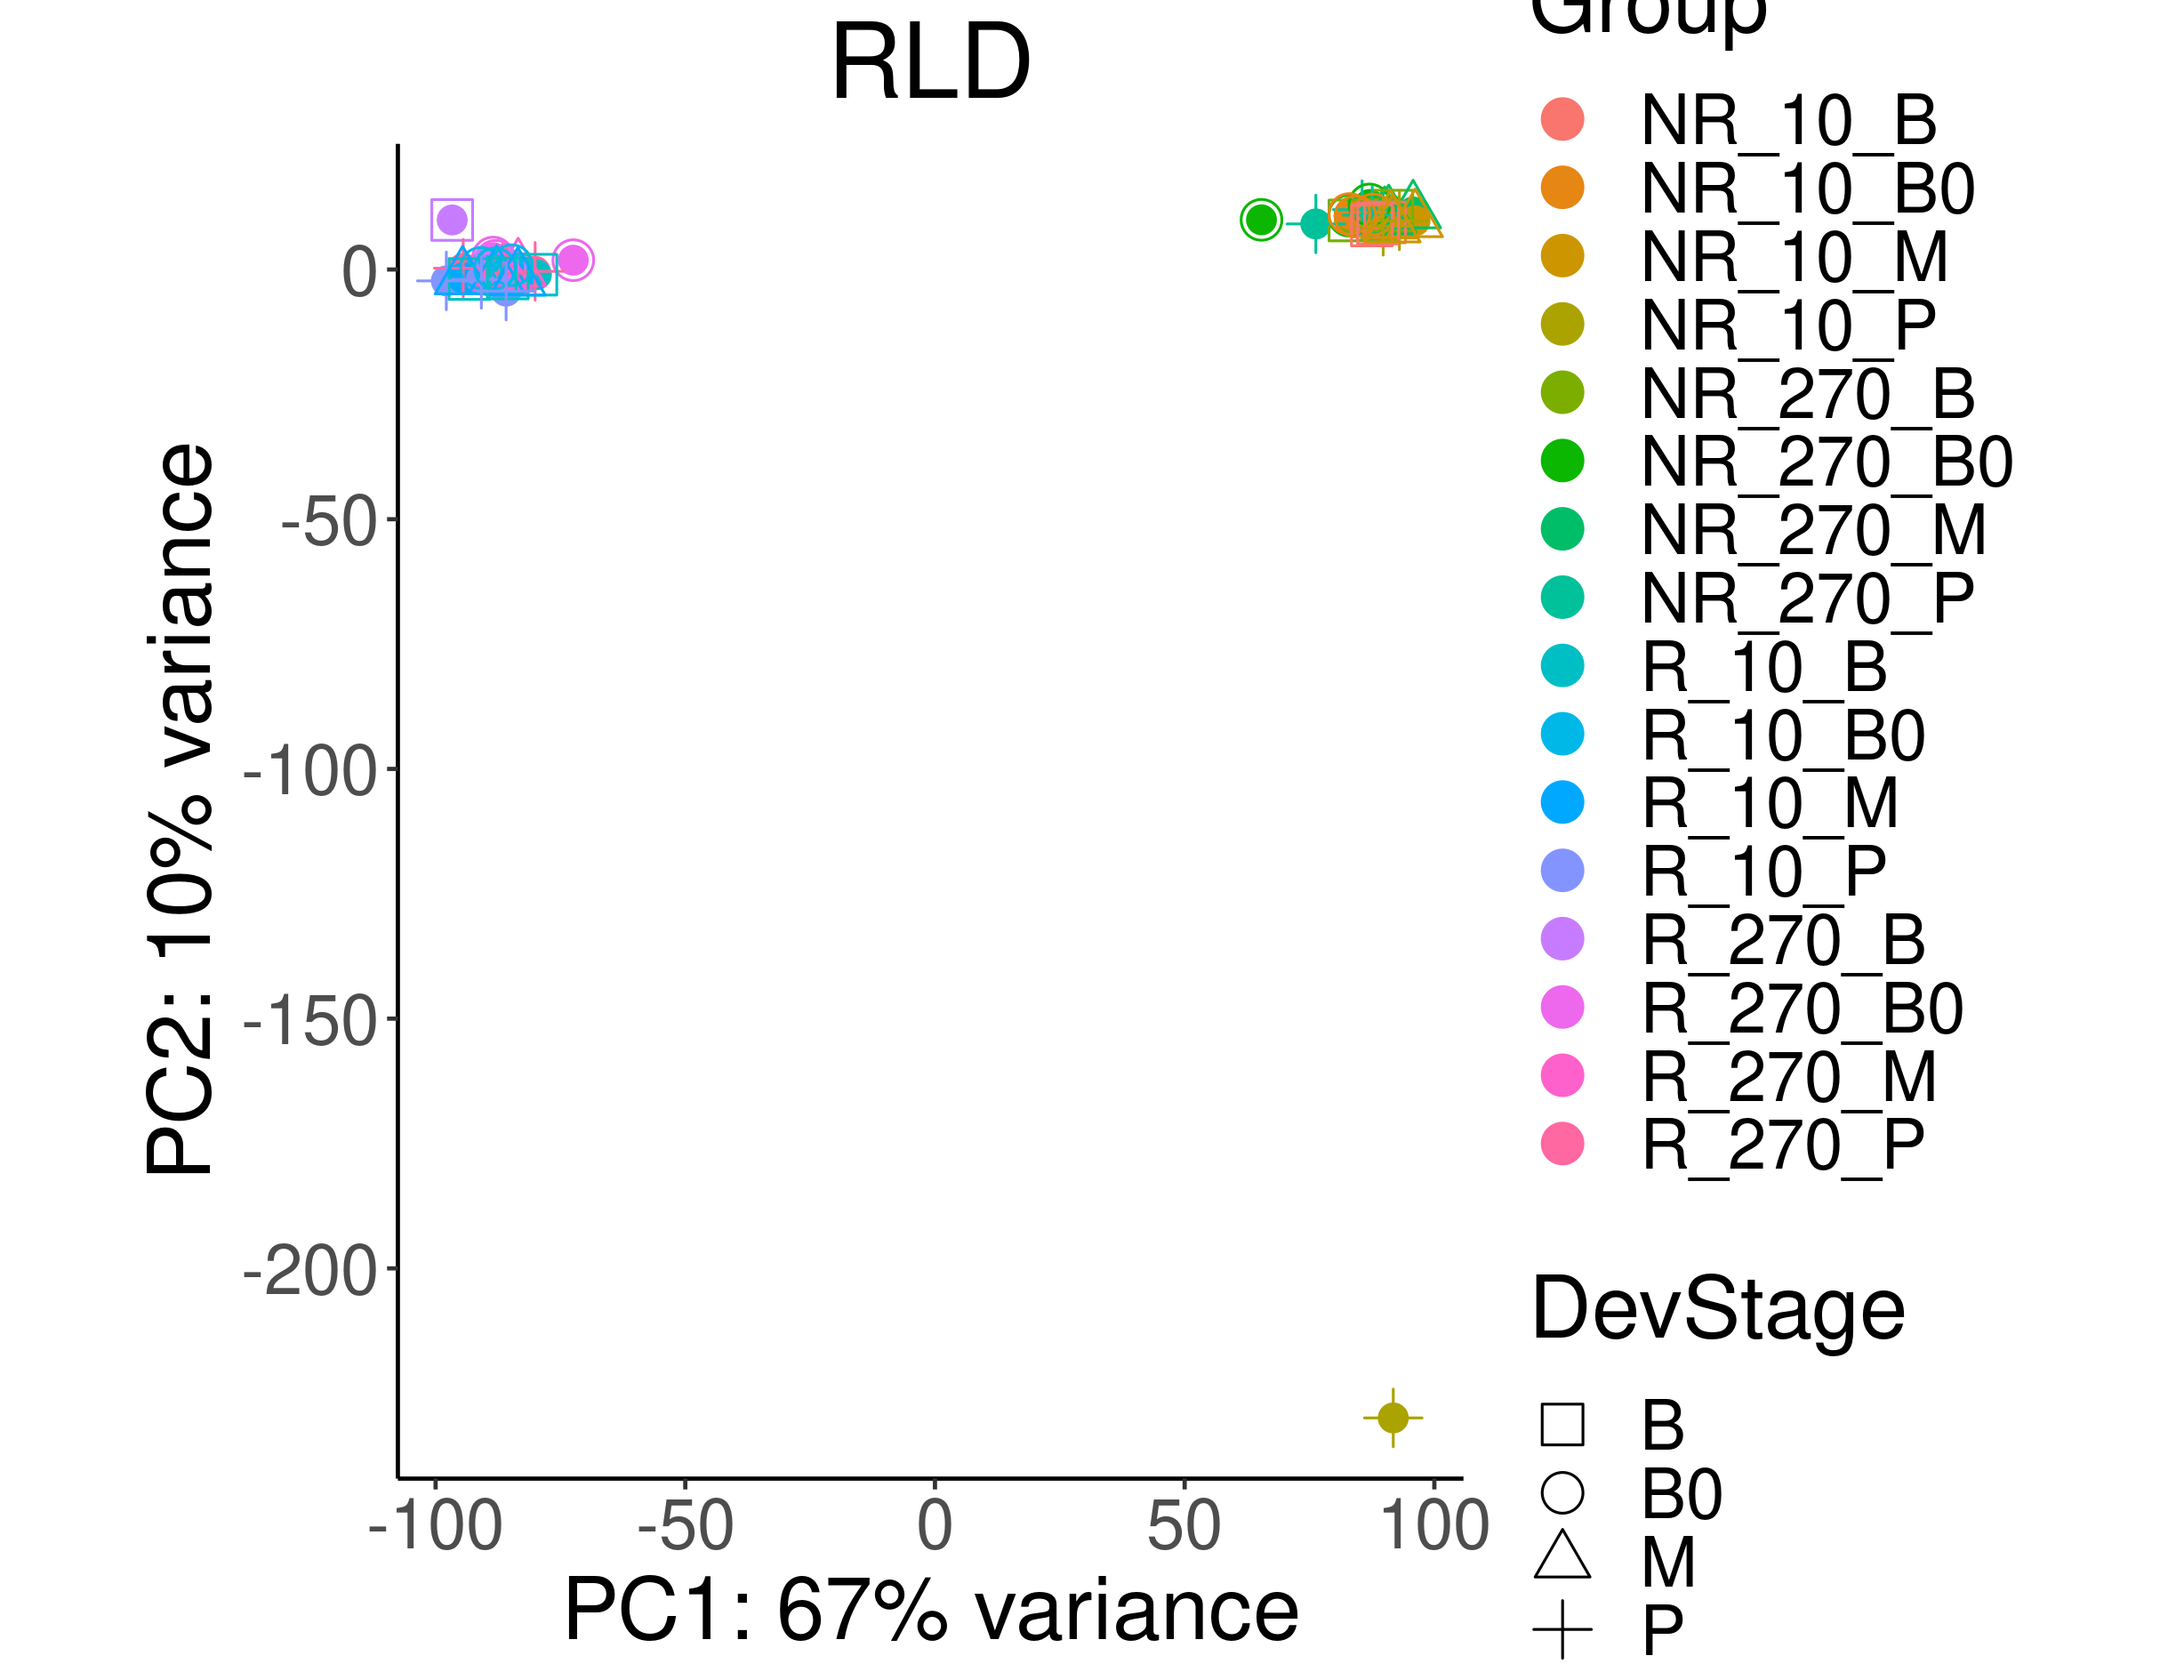 RLD
Group
NR_10_B
NR_10_B0
NR_10_M
NR_10_P
NR_270_B
NR_270_B0
NR_270_M
NR_270_P
R_10_B
R_10_B0
R_10_M
R_10_P
R_270_B
R_270_B0
R_270_M
R_270_P
DevStage
B
B0
M
P
PC2: 10% variance
0
-50
-100
-150
-200
-100
-50
0
50
100
PC1: 67% variance